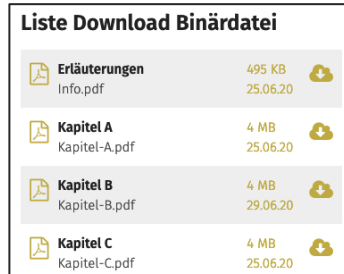 Liste Download Binärdatei
Erläuterungen 495 KB
Info.pdf 25.06.20
Kapitel A 4 MB
Kapitel-A.pdf 25.06.20
Kapitel B 4 MB
Kapitel-B.pdf 29.06.20
Kapitel C 4 MB
Kapitel-C.pdf 25.06.20